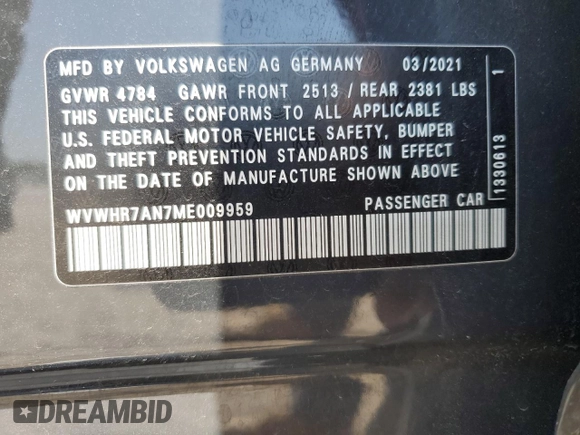 MFD BY VOLKSWAGEN AG GERMANY 03/2021
GVWR 4784 GAWR FRONT 2513 / REAR 2381 LBS
THIS VEHICLE CONFORMS TO ALL APPLICABLE
U.S. FEDERAL MOTOR VEHICLE SAFETY, BUMPER
AND THEFT PREVENTION STANDARDS IN EFFECT
ON THE DATE OF MANUFACTURE SHOWN ABOVE
WVWHR7AN7ME009959 PASSENGER CAR
1330613 1
DREAMBID